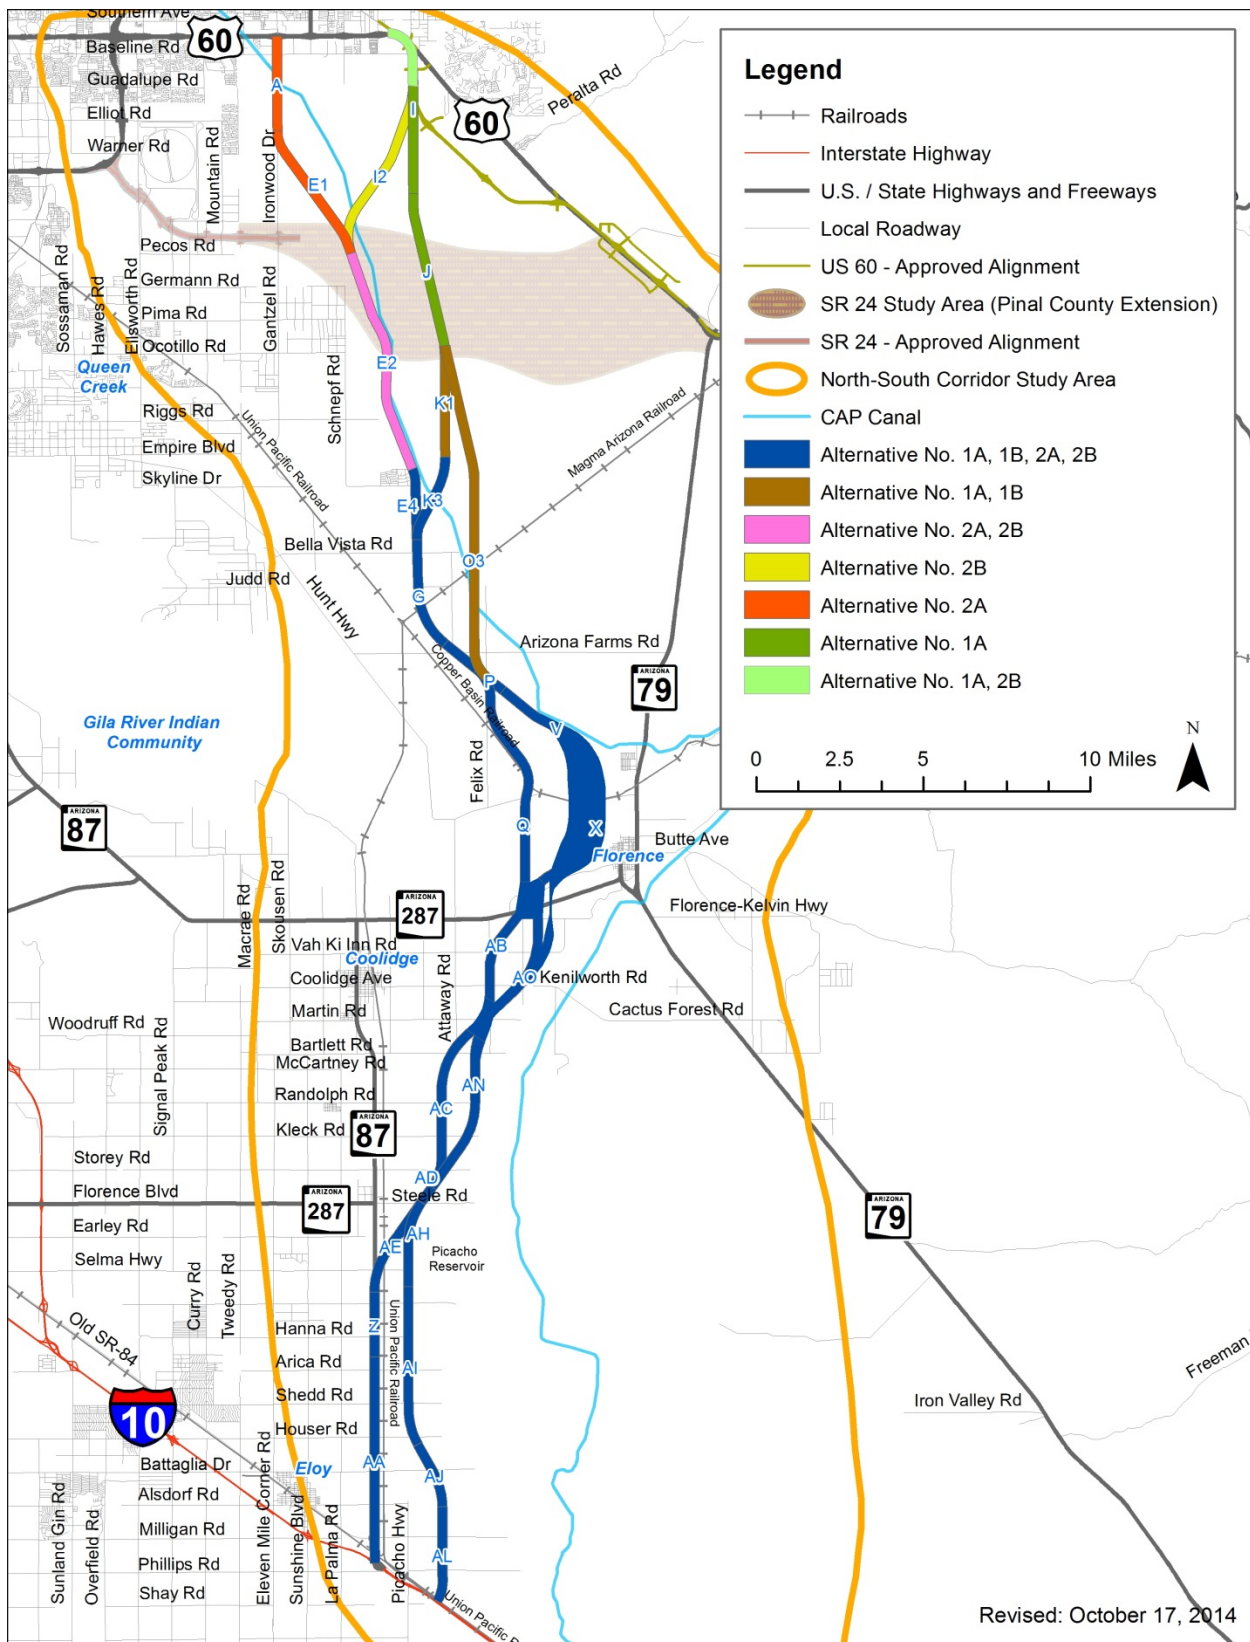 Southern Ave
Baseline Rd
60
Guadalupe Rd
Elliot Rd
Warner Rd
A
I
60
Peralta Rd
Mountain Rd
Ironwood Dr
E1
I2
Pecos Rd
Sossaman Rd
Hawes Rd
Ellsworth Rd
Germann Rd
Gantzel Rd
J
Pima Rd
Ocotillo Rd
Queen
Creek
Schnepf Rd
E2
Riggs Rd
K1
Union Pacific Railroad
Magma Arizona Railroad
Empire Blvd
Skyline Dr
E4
K3
Bella Vista Rd
O3
Judd Rd
Hunt Hwy
G
Arizona Farms Rd
Copper Basin Railroad
P
ARIZONA
79
V
Gila River Indian
Community
Felix Rd
ARIZONA
87
Q
X
Butte Ave
Florence
Macrae Rd
Skousen Rd
ARIZONA
287
Florence-Kelvin Hwy
Vah Ki Inn Rd
AB
Coolidge
Coolidge Ave
Attaway Rd
AO
Kenilworth Rd
Martin Rd
Cactus Forest Rd
Woodruff Rd
Signal Peak Rd
Bartlett Rd
McCartney Rd
Randolph Rd
AN
AC
Kleck Rd
ARIZONA
87
Storey Rd
AD
Florence Blvd
ARIZONA
287
Steele Rd
ARIZONA
79
Earley Rd
AH
AE
Selma Hwy
Picacho
Reservoir
Curry Rd
Tweedy Rd
Old SR-84
Hanna Rd
Z
Union Pacific Railroad
Arica Rd
AI
Shedd Rd
INTERSTATE
10
Houser Rd
Iron Valley Rd
Freeman
Battaglia Dr
Eloy
AA
AJ
Sunland Gin Rd
Overfield Rd
Alsdorf Rd
Milligan Rd
Phillips Rd
Shay Rd
Eleven Mile Corner Rd
Sunshine Blvd
La Palma Rd
Picacho Hwy
AL
Union Pacific R
Legend
Railroads
Interstate Highway
U.S. / State Highways and Freeways
Local Roadway
US 60 - Approved Alignment
SR 24 Study Area (Pinal County Extension)
SR 24 - Approved Alignment
North-South Corridor Study Area
CAP Canal
Alternative No. 1A, 1B, 2A, 2B
Alternative No. 1A, 1B
Alternative No. 2A, 2B
Alternative No. 2B
Alternative No. 2A
Alternative No. 1A
Alternative No. 1A, 2B
N
0 2.5 5 10 Miles
Revised: October 17, 2014